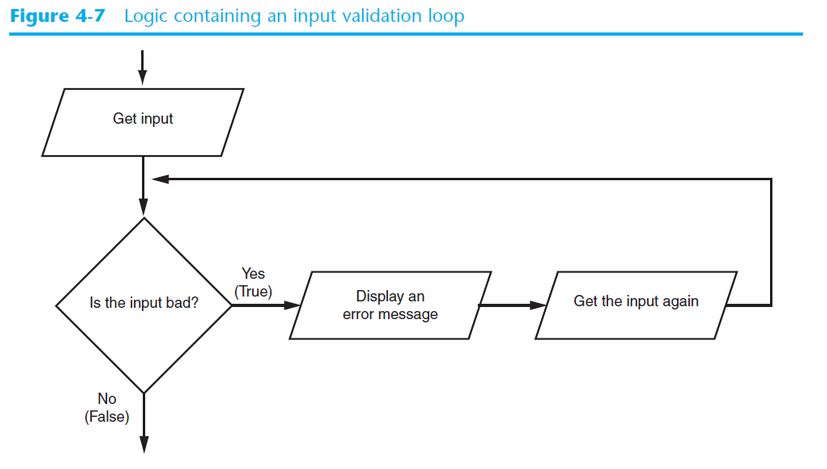 Figure 4-7 Logic containing an input validation loop
Get input
Is the input bad?
Yes
(True)
Display an
error message
Get the input again
No
(False)